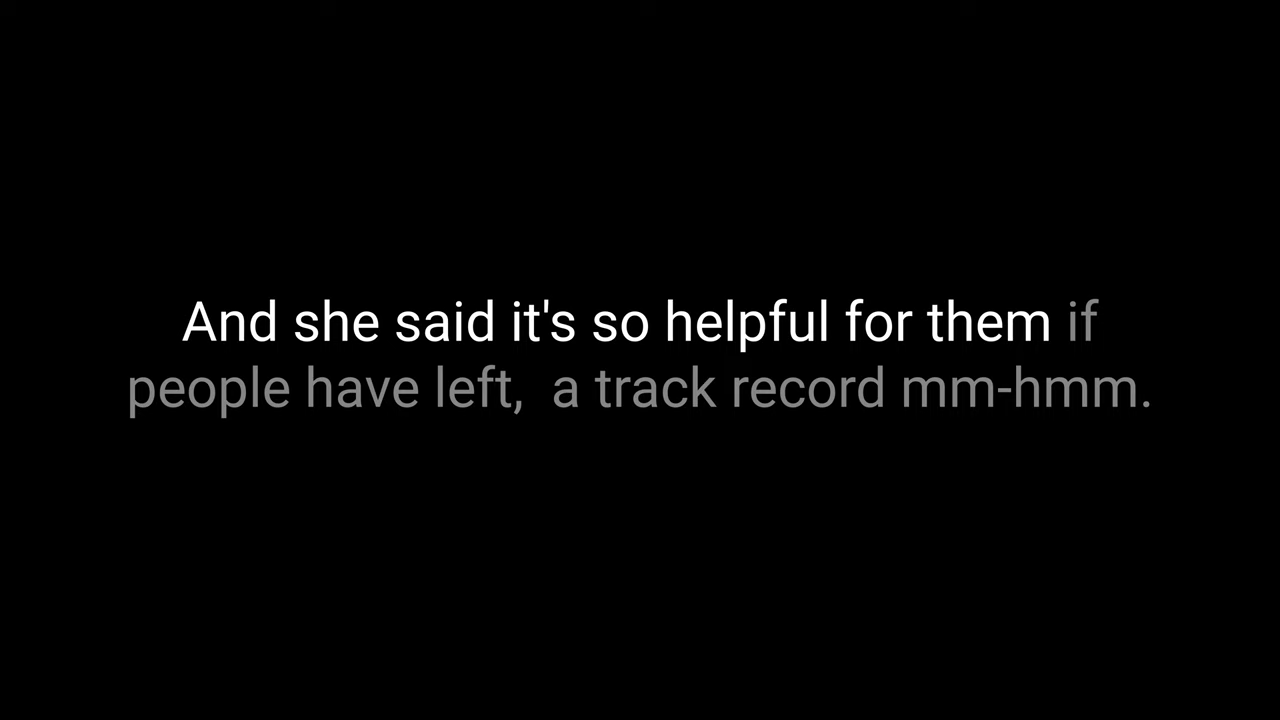 And she said it's so helpful for them if
people have left,  a track record mm-hmm.